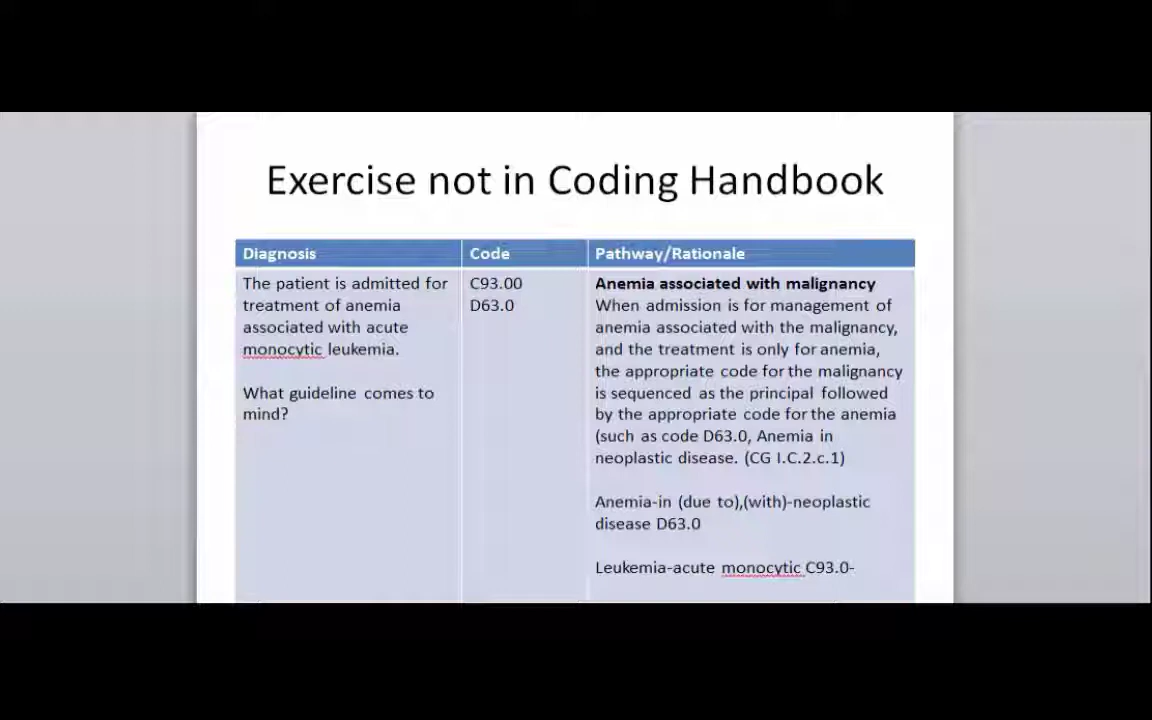 Exercise not in Coding Handbook
Diagnosis
Code
Pathway/Rationale
The patient is admitted for
treatment of anemia
associated with acute
monocytic leukemia.
What guideline comes to
mind?
C93.00
D63.0
Anemia associated with malignancy
When admission is for management of
anemia associated with the malignancy,
and the treatment is only for anemia,
the appropriate code for the malignancy
is sequenced as the principal followed
by the appropriate code for the anemia
(such as code D63.0, Anemia in
neoplastic disease. (CG I.C.2.c.1)
Anemia-in (due to),(with)-neoplastic
disease D63.0
Leukemia-acute monocytic C93.0-